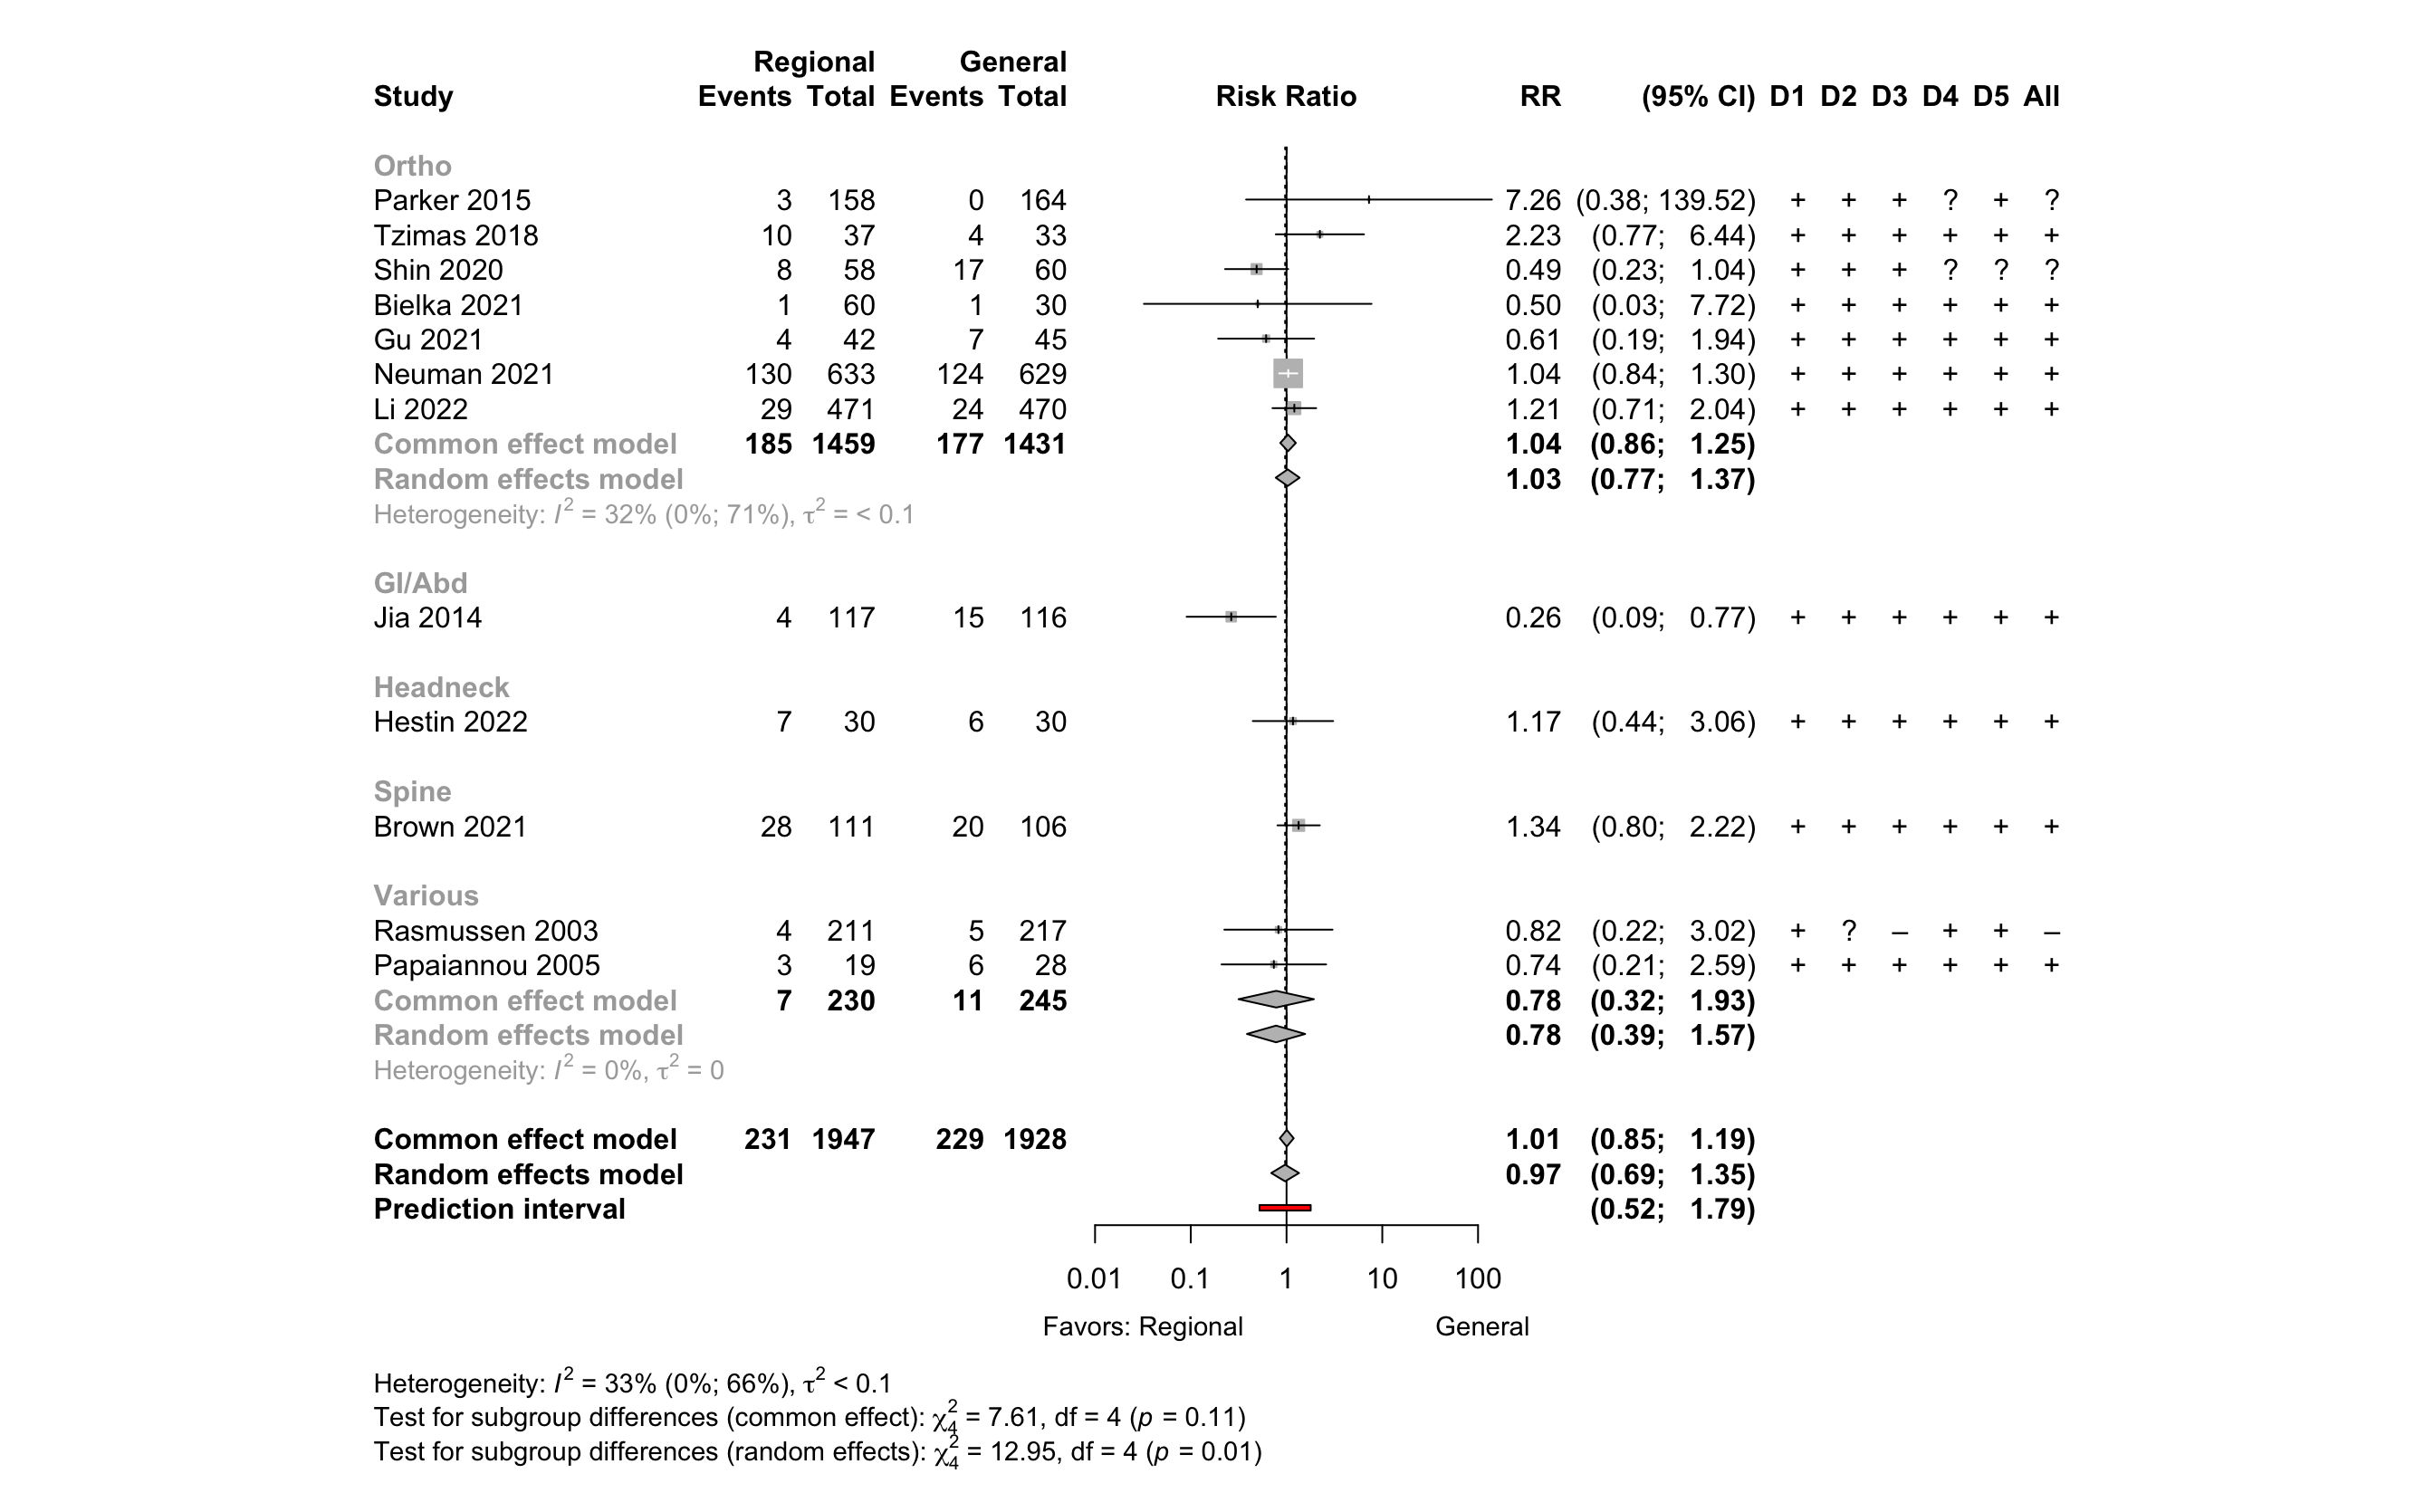 Regional General
Study Events Total Events Total Risk Ratio RR (95% CI) D1 D2 D3 D4 D5 All
Ortho
Parker 2015 3 158 0 164 7.26 (0.38; 139.52) + + + ? + ?
Tzimas 2018 10 37 4 33 2.23 (0.77; 6.44) + + + + + +
Shin 2020 8 58 17 60 0.49 (0.23; 1.04) + + + ? ? ?
Bielka 2021 1 60 1 30 0.50 (0.03; 7.72) + + + + + +
Gu 2021 4 42 7 45 0.61 (0.19; 1.94) + + + + + +
Neuman 2021 130 633 124 629 1.04 (0.84; 1.30) + + + + + +
Li 2022 29 471 24 470 1.21 (0.71; 2.04) + + + + + +
Common effect model 185 1459 177 1431 1.04 (0.86; 1.25)
Random effects model 1.03 (0.77; 1.37)
Heterogeneity: I² = 32% (0%; 71%), τ² = < 0.1
GI/Abd
Jia 2014 4 117 15 116 0.26 (0.09; 0.77) + + + + + +
Headneck
Hestin 2022 7 30 6 30 1.17 (0.44; 3.06) + + + + + +
Spine
Brown 2021 28 111 20 106 1.34 (0.80; 2.22) + + + + + +
Various
Rasmussen 2003 4 211 5 217 0.82 (0.22; 3.02) + ? – + + –
Papaiannou 2005 3 19 6 28 0.74 (0.21; 2.59) + + + + + +
Common effect model 7 230 11 245 0.78 (0.32; 1.93)
Random effects model 0.78 (0.39; 1.57)
Heterogeneity: I² = 0%, τ² = 0
Common effect model 231 1947 229 1928 1.01 (0.85; 1.19)
Random effects model 0.97 (0.69; 1.35)
Prediction interval (0.52; 1.79)
0.01 0.1 1 10 100
Favors: Regional General
Heterogeneity: I² = 33% (0%; 66%), τ² < 0.1
Test for subgroup differences (common effect): χ²₄ = 7.61, df = 4 (p = 0.11)
Test for subgroup differences (random effects): χ²₄ = 12.95, df = 4 (p = 0.01)